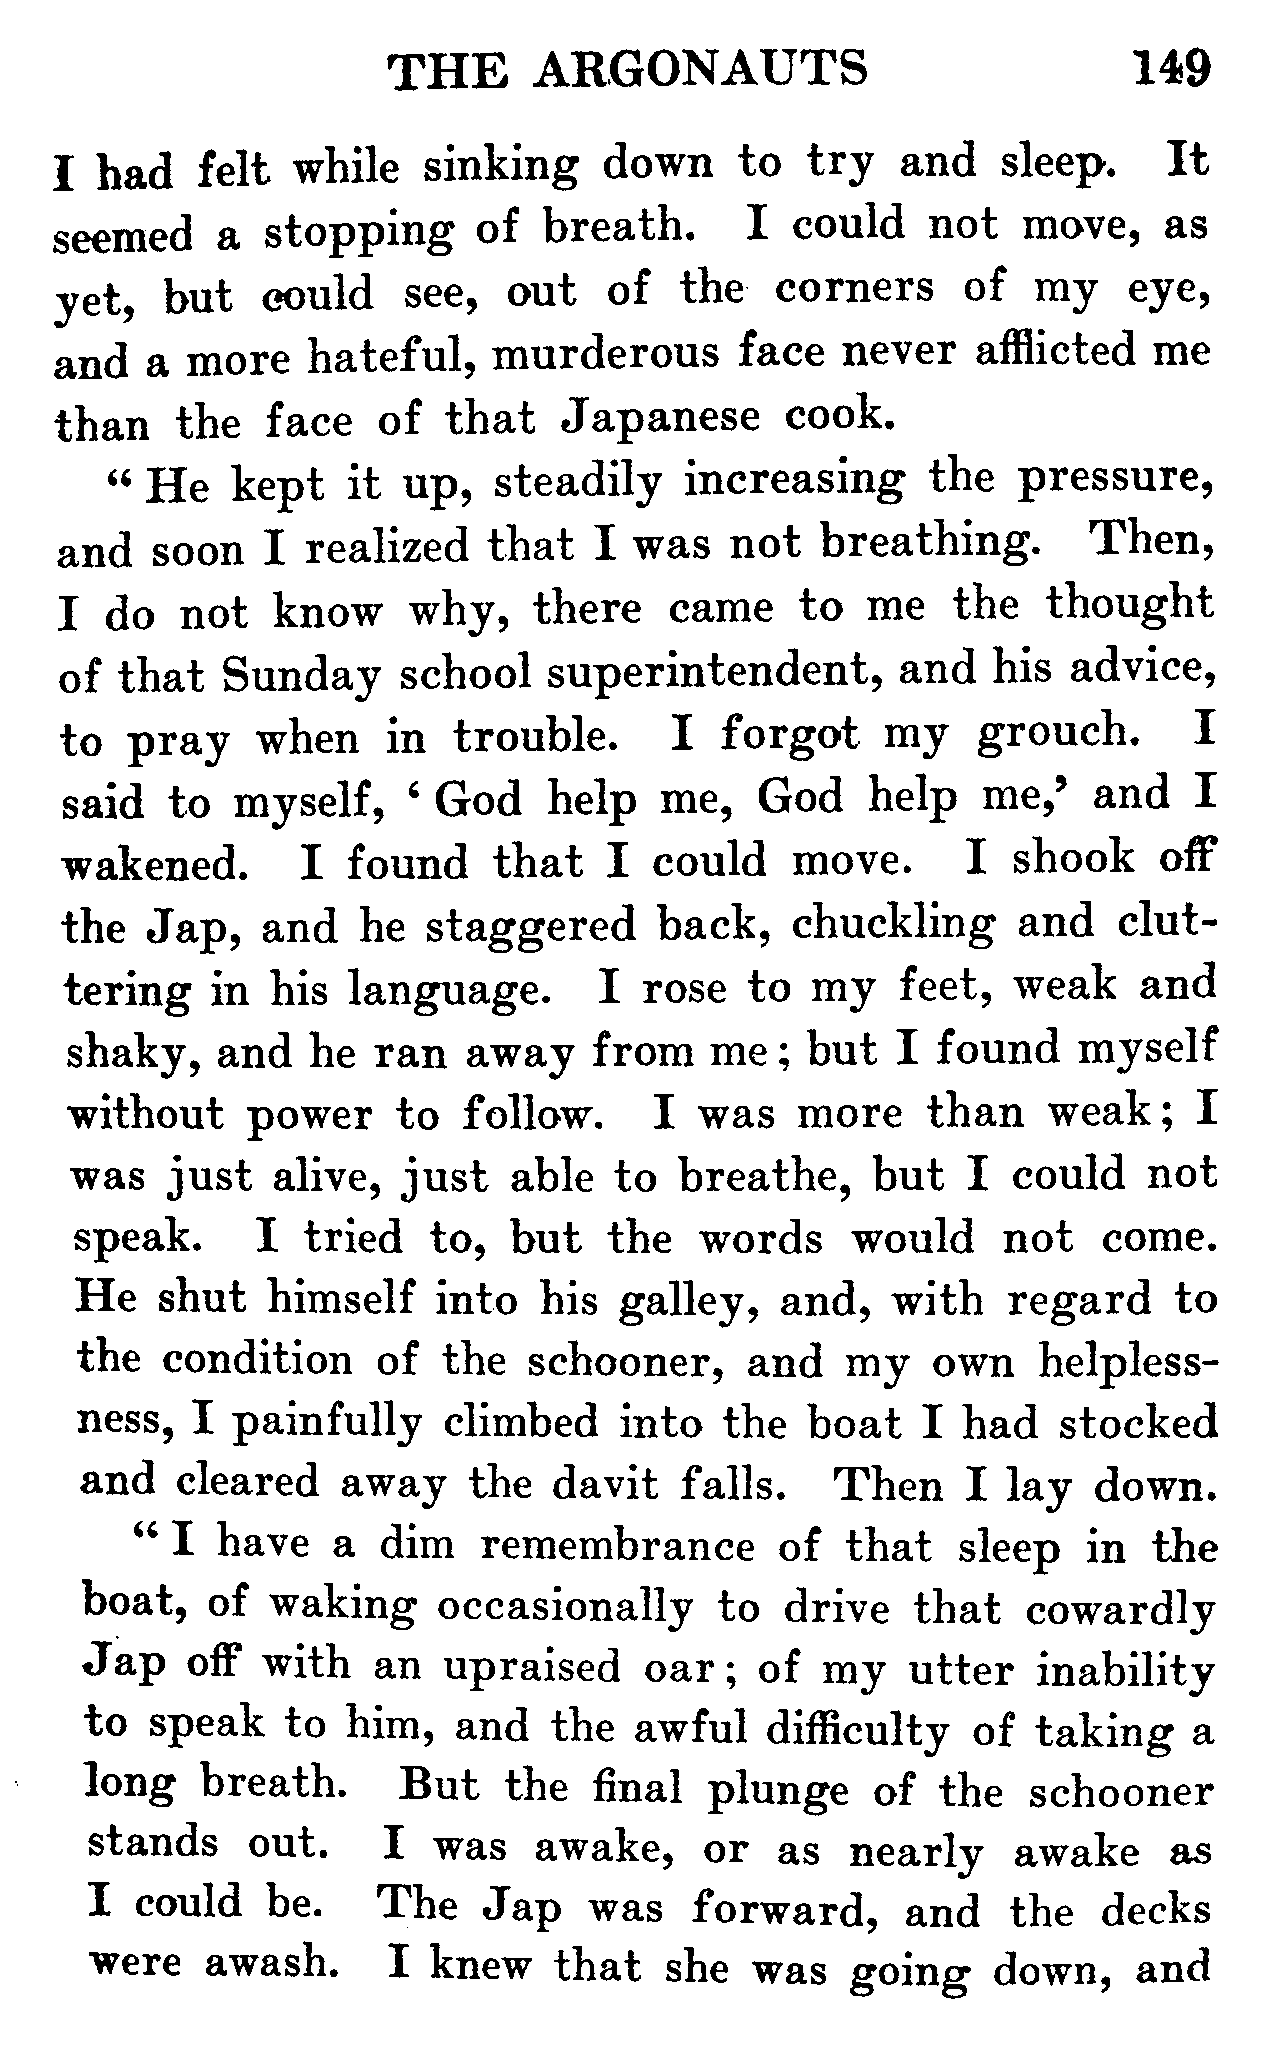 THE ARGONAUTS 149
I had felt while sinking down to try and sleep. It
seemed a stopping of breath. I could not move, as
yet, but could see, out of the corners of my eye,
and a more hateful, murderous face never afflicted me
than the face of that Japanese cook.
“ He kept it up, steadily increasing the pressure,
and soon I realized that I was not breathing. Then,
I do not know why, there came to me the thought
of that Sunday school superintendent, and his advice,
to pray when in trouble. I forgot my grouch. I
said to myself, ‘ God help me, God help me,’ and I
wakened. I found that I could move. I shook off
the Jap, and he staggered back, chuckling and clut-
tering in his language. I rose to my feet, weak and
shaky, and he ran away from me ; but I found myself
without power to follow. I was more than weak ; I
was just alive, just able to breathe, but I could not
speak. I tried to, but the words would not come.
He shut himself into his galley, and, with regard to
the condition of the schooner, and my own helpless-
ness, I painfully climbed into the boat I had stocked
and cleared away the davit falls. Then I lay down.
“ I have a dim remembrance of that sleep in the
boat, of waking occasionally to drive that cowardly
Jap off with an upraised oar ; of my utter inability
to speak to him, and the awful difficulty of taking a
long breath. But the final plunge of the schooner
stands out. I was awake, or as nearly awake as
I could be. The Jap was forward, and the decks
were awash. I knew that she was going down, and